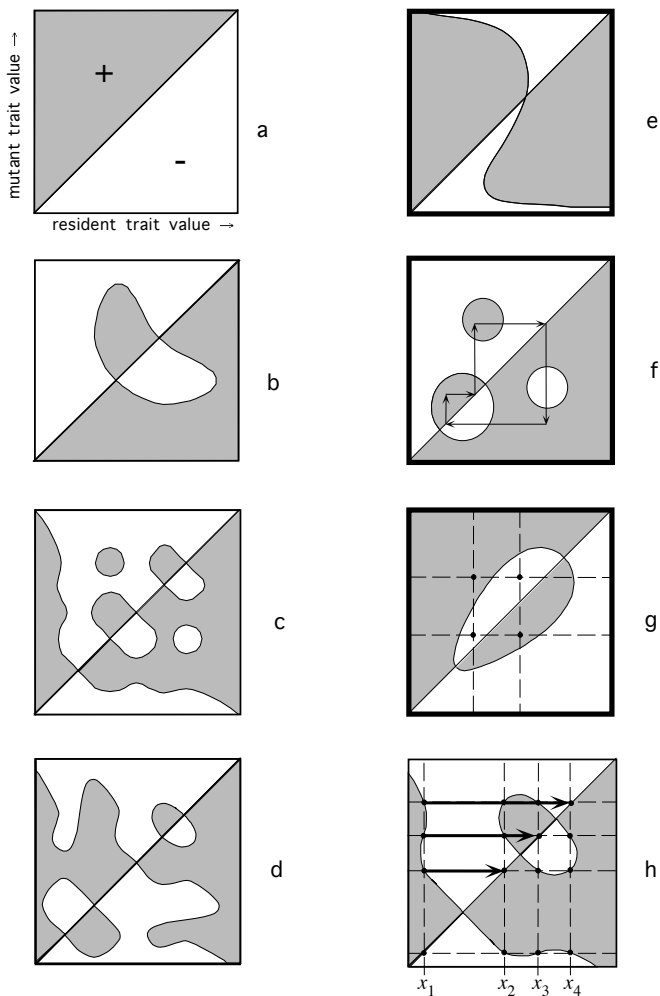 mutant trait value →
+
-
resident trait value →
a
b
c
d
e
f
g
h
x1 x2 x3 x4